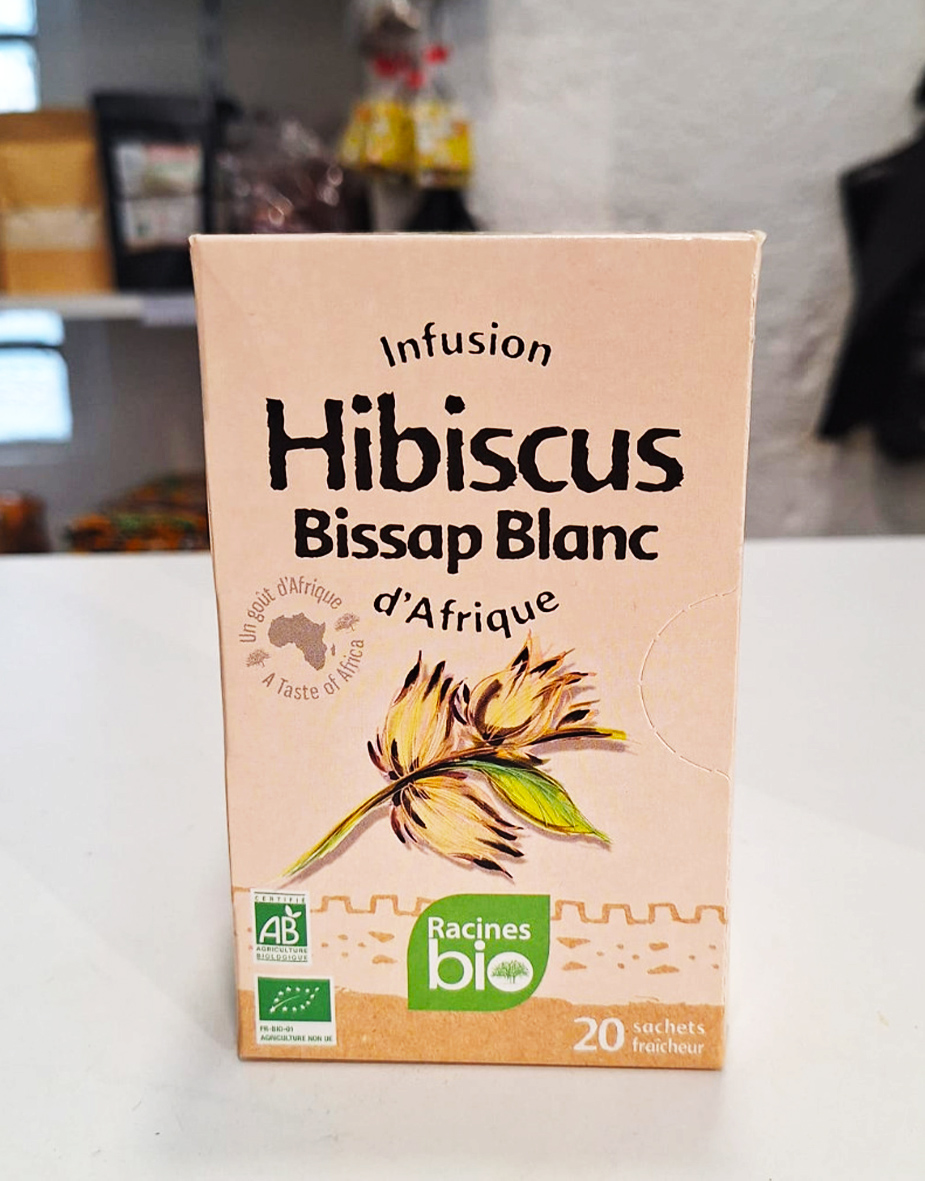 Infusion
Hibiscus
Bissap Blanc
d'Afrique
Un goût d'Afrique
A Taste of Africa
CERTIFIÉ
AB
AGRICULTURE
BIOLOGIQUE
Racines
bio
FR-BIO-01
AGRICULTURE NON UE
20 sachets
fraîcheur